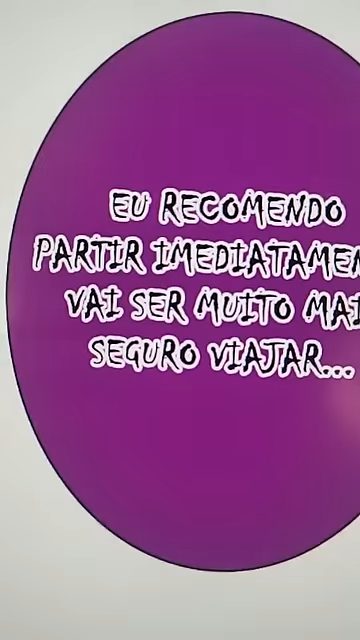 EU RECOMENDO
PARTIR IMEDIATAMEN
VAI SER MUITO MAI
SEGURO VIAJAR...